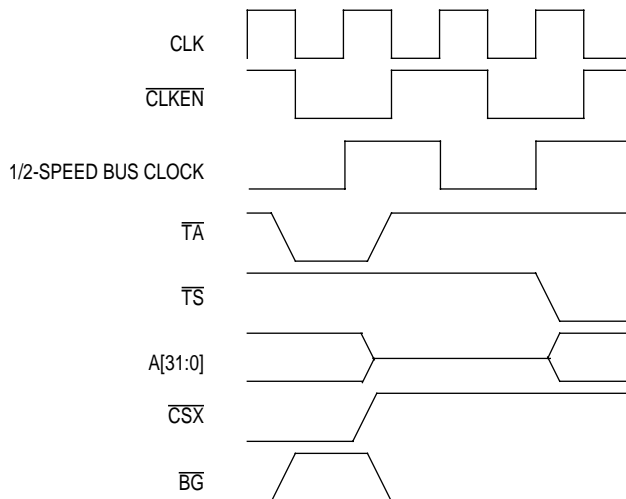 CLK
CLKEN
1/2-SPEED BUS CLOCK
TA
TS
A[31:0]
CSX
BG